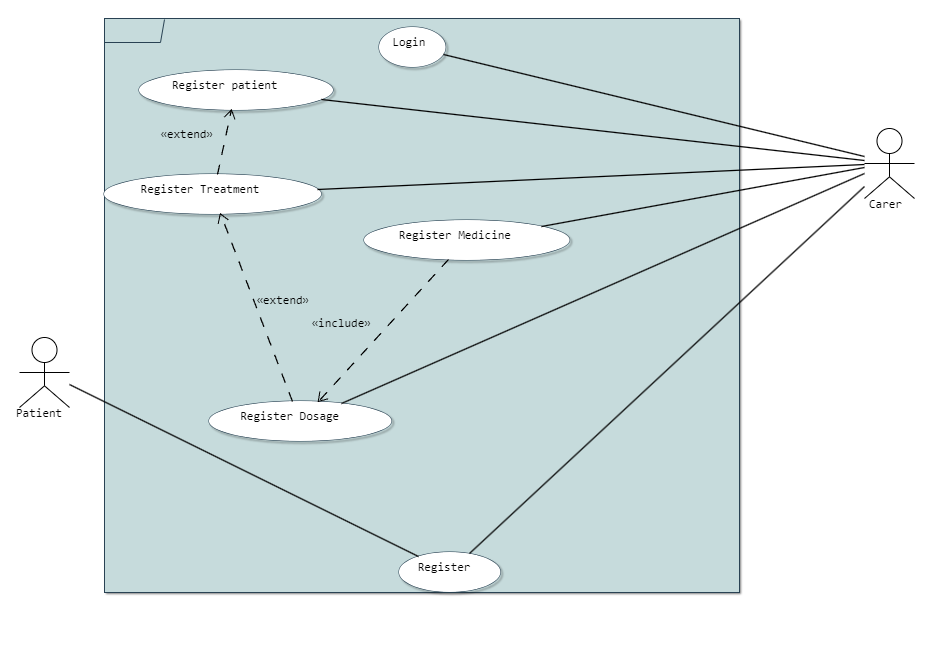 Login
Register patient
«extend»
Register Treatment
Carer
Register Medicine
«extend»
«include»
Patient
Register Dosage
Register